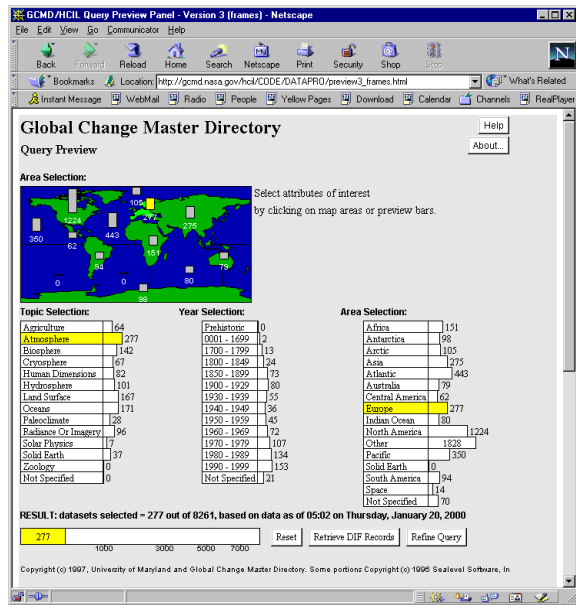 GCMD/HCIL Query Preview Panel - Version 3 (frames) - Netscape
File Edit View Go Communicator Help
Back Forward Reload Home Search Netscape Print Security Shop Stop
N
Bookmarks Location: http://gcmd.nasa.gov/hcil/CODE/DATAPRO/preview3_frames.html What's Related
Instant Message WebMail Radio People Yellow Pages Download Calendar Channels RealPlayer
Global Change Master Directory
Help
Query Preview
About...
Area Selection:
Select attributes of interest
by clicking on map areas or preview bars.
105
1224 277
350 443 275
62 151
94 79
0 0 80
98
Topic Selection: Year Selection: Area Selection:
Agriculture 64 Prehistoric 0 Africa 151
Atmosphere 277 0001 - 1699 2 Antarctica 98
Biosphere 142 1700 - 1799 13 Arctic 105
Cryosphere 67 1800 - 1849 24 Asia 275
Human Dimensions 82 1850 - 1899 73 Atlantic 443
Hydrosphere 101 1900 - 1929 80 Australia 79
Land Surface 167 1930 - 1939 55 Central America 62
Oceans 171 1940 - 1949 36 Europe 277
Paleoclimate 28 1950 - 1959 45 Indian Ocean 80
Radiance Or Imagery 96 1960 - 1969 72 North America 1224
Solar Physics 7 1970 - 1979 107 Other 1828
Solid Earth 37 1980 - 1989 134 Pacific 350
Zoology 0 1990 - 1999 153 Solid Earth 0
Not Specified 0 Not Specified 21 South America 94
Space 14
Not Specified 70
RESULT: datasets selected = 277 out of 8261, based on data as of 05:02 on Thursday, January 20, 2000
277 Reset Retrieve DIF Records Refine Query
1000 3000 5000 7000
Copyright (c) 1997, University of Maryland and Global Change Master Directory. Some portions Copyright (c) 1996 Sealevel Software, In